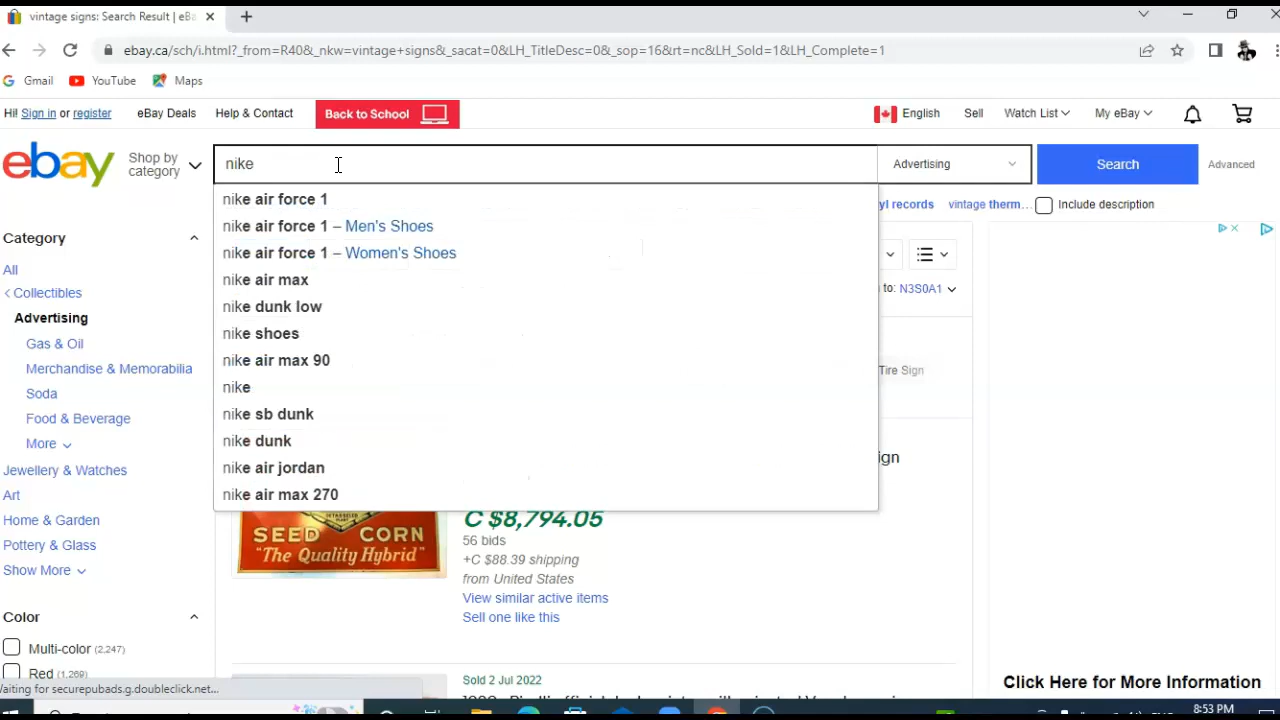 vintage signs: Search Result | eBa
ebay.ca/sch/i.html?_from=R40&_nkw=vintage+signs&_sacat=0&LH_TitleDesc=0&_sop=16&rt=nc&LH_Sold=1&LH_Complete=1
Gmail YouTube Maps
Hi! Sign in or register eBay Deals Help & Contact Back to School English Sell Watch List My eBay
ebay Shop by category nike Advertising Search Advanced
yl records vintage therm... Include description
nike air force 1
nike air force 1 – Men's Shoes
nike air force 1 – Women's Shoes
nike air max
nike dunk low
nike shoes
nike air max 90
nike
nike sb dunk
nike dunk
nike air jordan
nike air max 270
Category
All
< Collectibles
Advertising
Gas & Oil
Merchandise & Memorabilia
Soda
Food & Beverage
More
Jewellery & Watches
Art
Home & Garden
Pottery & Glass
Show More
Color
Multi-color (2,247)
Red (1,269)
to: N3S0A1
Tire Sign
ign
SEED CORN
"The Quality Hybrid"
C $8,794.05
56 bids
+C $88.39 shipping
from United States
View similar active items
Sell one like this
Sold 2 Jul 2022
Click Here for More Information
Waiting for securepubads.g.doubleclick.net...
8:53 PM